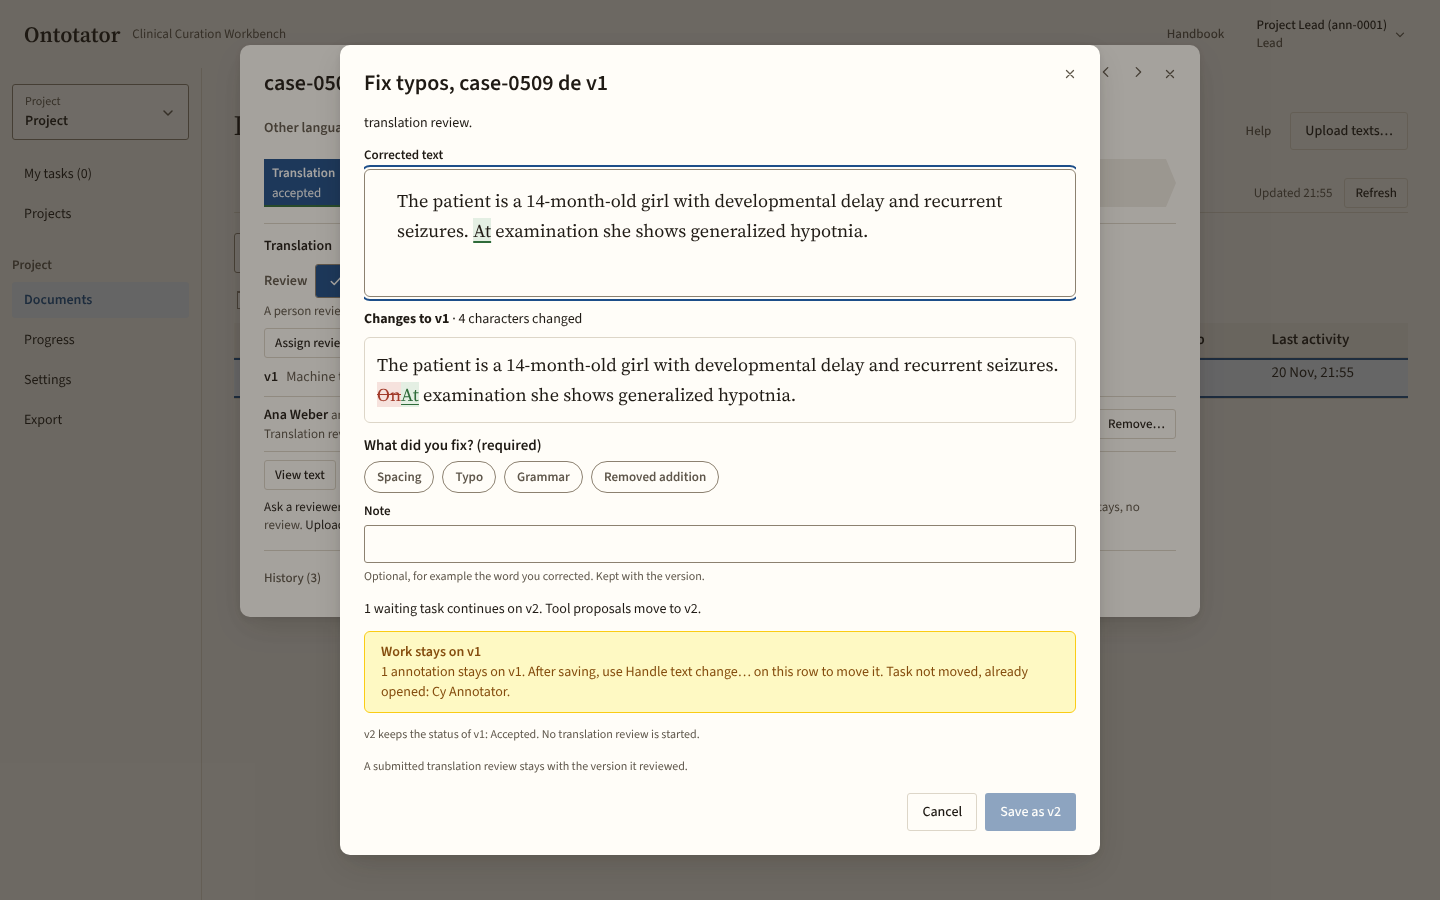 Ontotator Clinical Curation Workbench
Handbook
Project Lead (ann-0001)
Lead
Project
Project
My tasks (0)
Projects
Project
Documents
Progress
Settings
Export
Help
Upload texts…
Updated 21:55
Refresh
Last activity
20 Nov, 21:55
Other langua
Translation
accepted
Translation
Review
A person revie
Assign revie
v1 Machine t
Ana Weber
Translation re
Remove…
View text
Ask a reviewer
review. Uploa
ays, no
History (3)
Fix typos, case-0509 de v1
translation review.
Corrected text
The patient is a 14-month-old girl with developmental delay and recurrent
seizures. At examination she shows generalized hypotnia.
Changes to v1 · 4 characters changed
The patient is a 14-month-old girl with developmental delay and recurrent seizures.
OnAt examination she shows generalized hypotnia.
What did you fix? (required)
Spacing
Typo
Grammar
Removed addition
Note
Optional, for example the word you corrected. Kept with the version.
1 waiting task continues on v2. Tool proposals move to v2.
Work stays on v1
1 annotation stays on v1. After saving, use Handle text change… on this row to move it. Task not moved, already
opened: Cy Annotator.
v2 keeps the status of v1: Accepted. No translation review is started.
A submitted translation review stays with the version it reviewed.
Cancel
Save as v2